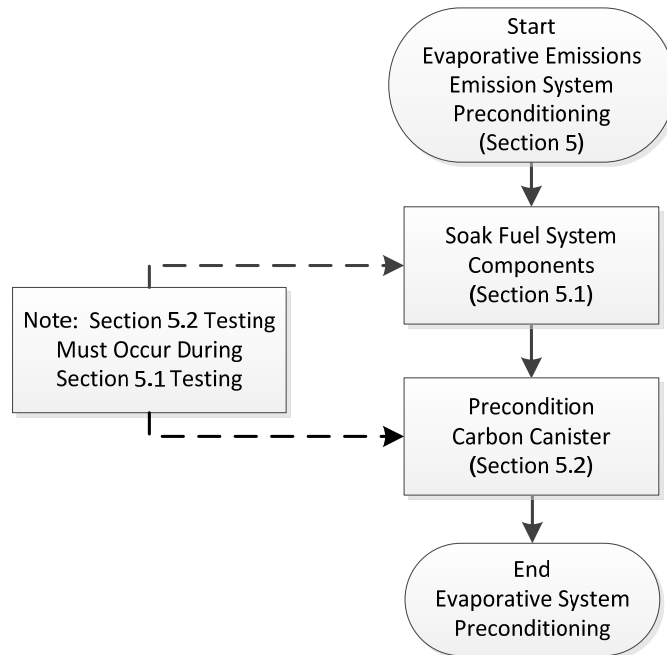 Start
Evaporative Emissions
Emission System
Preconditioning
(Section 5)
Soak Fuel System
Components
(Section 5.1)
Note: Section 5.2 Testing
Must Occur During
Section 5.1 Testing
Precondition
Carbon Canister
(Section 5.2)
End
Evaporative System
Preconditioning